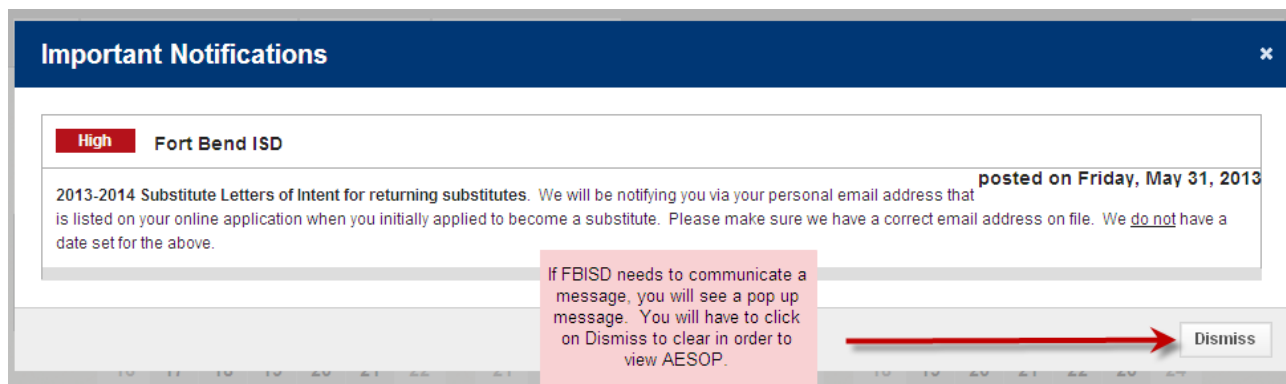 Important Notifications ×
High Fort Bend ISD
posted on Friday, May 31, 2013
2013-2014 Substitute Letters of Intent for returning substitutes. We will be notifying you via your personal email address that
is listed on your online application when you initially applied to become a substitute. Please make sure we have a correct email address on file. We do not have a
date set for the above.
If FBISD needs to communicate a
message, you will see a pop up
message. You will have to click
on Dismiss to clear in order to
view AESOP.
Dismiss